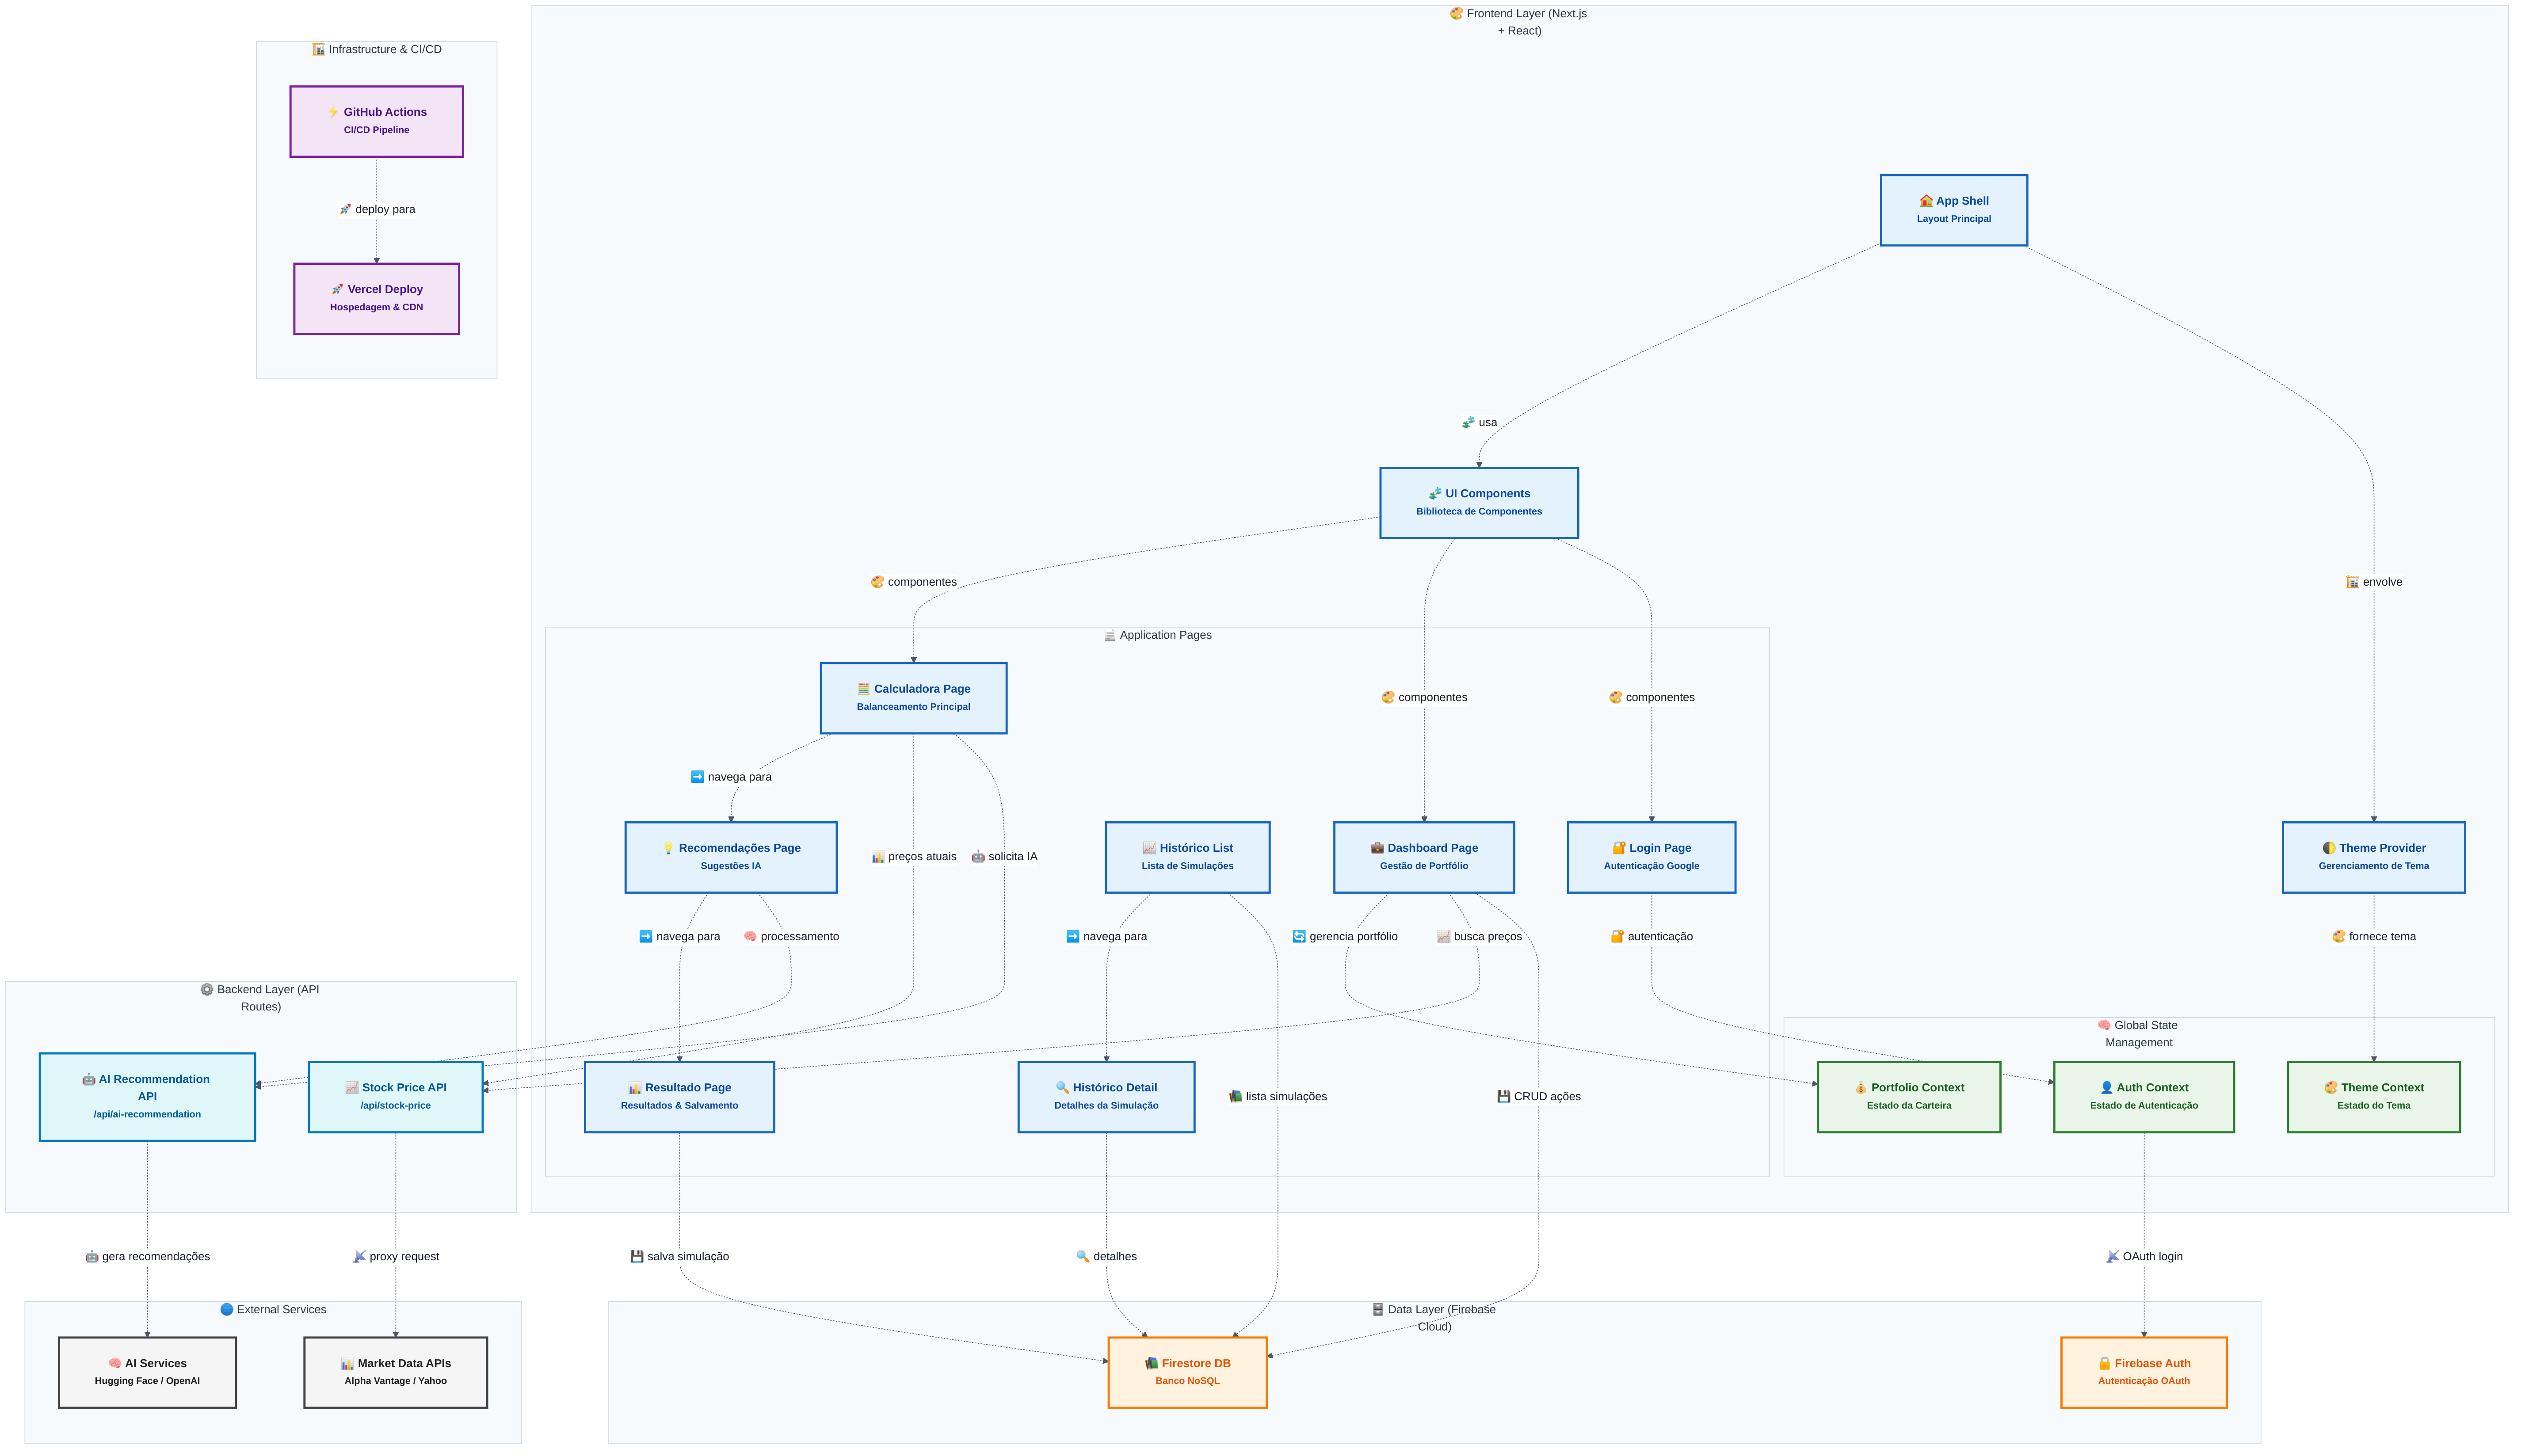 🎨 Frontend Layer (Next.js
+ React)
🏗️ Infrastructure & CI/CD
⚡ GitHub Actions
CI/CD Pipeline
🚀 deploy para
🚀 Vercel Deploy
Hospedagem & CDN
🏠 App Shell
Layout Principal
🧩 usa
🧩 UI Components
Biblioteca de Componentes
🎨 componentes
🏗️ envolve
📄 Application Pages
🧮 Calculadora Page
Balanceamento Principal
🎨 componentes
🎨 componentes
➡️ navega para
💡 Recomendações Page
Sugestões IA
📊 preços atuais
🤖 solicita IA
📈 Histórico List
Lista de Simulações
💼 Dashboard Page
Gestão de Portfólio
🔐 Login Page
Autenticação Google
🌓 Theme Provider
Gerenciamento de Tema
➡️ navega para
🧠 processamento
➡️ navega para
🔄 gerencia portfólio
📈 busca preços
🔐 autenticação
🎨 fornece tema
⚙️ Backend Layer (API
Routes)
🧠 Global State
Management
🤖 AI Recommendation
API
/api/ai-recommendation
📈 Stock Price API
/api/stock-price
📊 Resultado Page
Resultados & Salvamento
🔍 Histórico Detail
Detalhes da Simulação
📚 lista simulações
💾 CRUD ações
💰 Portfolio Context
Estado da Carteira
👤 Auth Context
Estado de Autenticação
🎨 Theme Context
Estado do Tema
🤖 gera recomendações
📡 proxy request
💾 salva simulação
🔍 detalhes
📡 OAuth login
🌐 External Services
🗄️ Data Layer (Firebase
Cloud)
🧠 AI Services
Hugging Face / OpenAI
📊 Market Data APIs
Alpha Vantage / Yahoo
📚 Firestore DB
Banco NoSQL
🔒 Firebase Auth
Autenticação OAuth